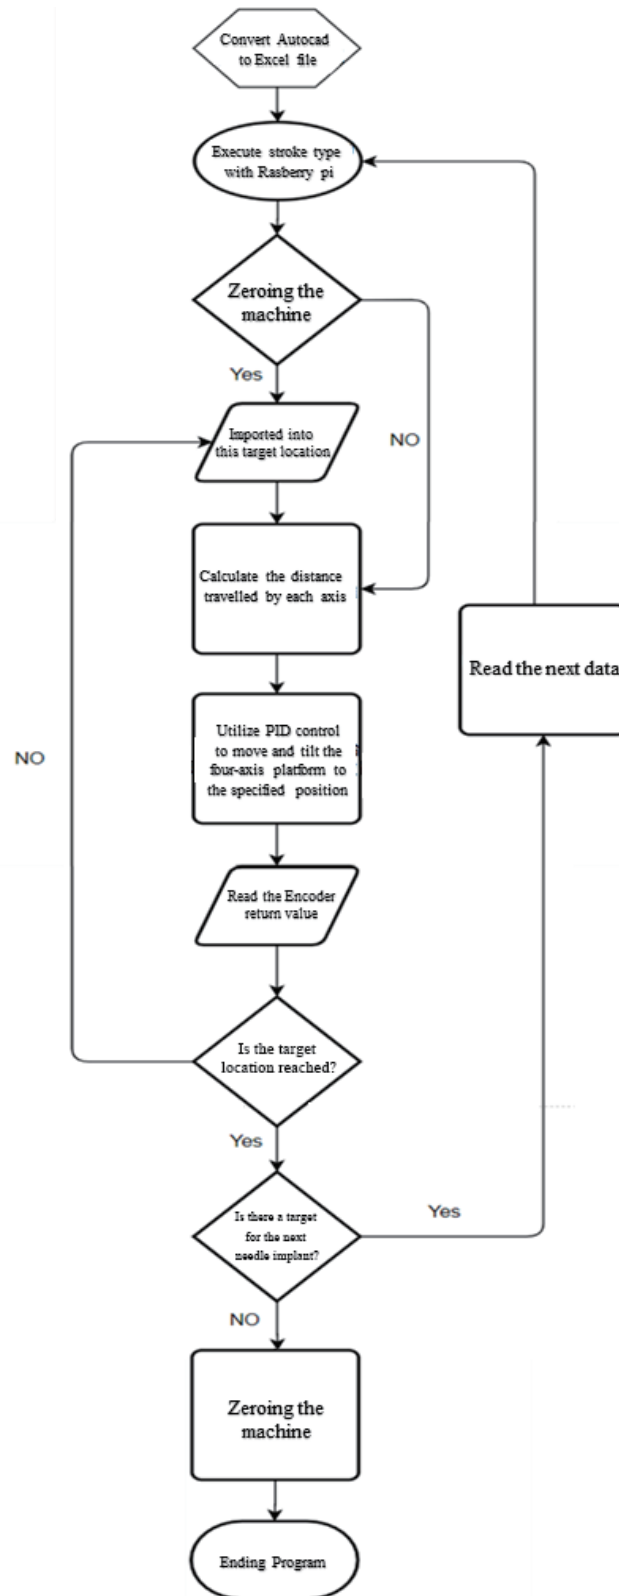 Convert Autocad
to Excel file
Execute stroke type
with Rasberry pi
Zeroing the
machine
Yes
Imported into
this target location
NO
Calculate the distance
travelled by each axis
Read the next data
Utilize PID control
to move and tilt the
four-axis platform to
the specified position
NO
Read the Encoder
return value
Is the target
location reached?
Yes
Is there a target
for the next
needle implant?
Yes
NO
Zeroing the
machine
Ending Program